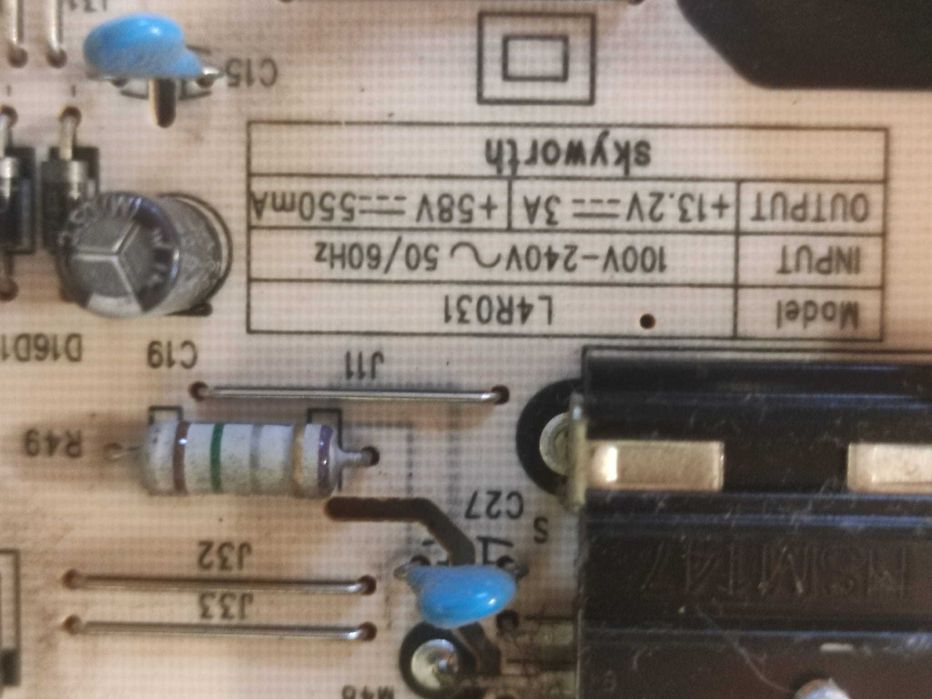 J33
J32
S
C27
R49
J11
C19
D16
Model L4R031
INPUT 100V-240V~ 50/60Hz
OUTPUT +13.2V⎓3A +58V⎓550mA
skyworth
C15
J31